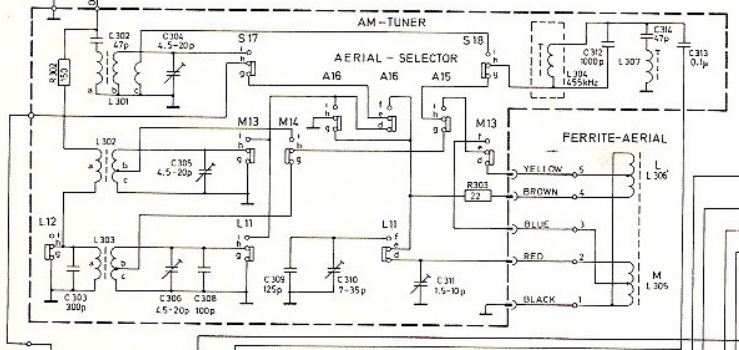 AM-TUNER
C302 47p
C304 4.5-20p
S17
S18
AERIAL - SELECTOR
C312 1000p
C314 47p
C313 0.1µ
R302 150
L301
a b c
h g
L304 455kHz
L307
A16 A16 A15
M13 M14
M13
L302
a b c
C305 4.5-20p
FERRITE-AERIAL
YELLOW 5
L L306
R303 22
BROWN 4
BLUE 3
L12
L303
a b c
L11
L11
RED 2
M L305
BLACK 1
C303 300p
C306 4.5-20p
C308 100p
C309 125p
C310 7-35p
C311 1.5-10p